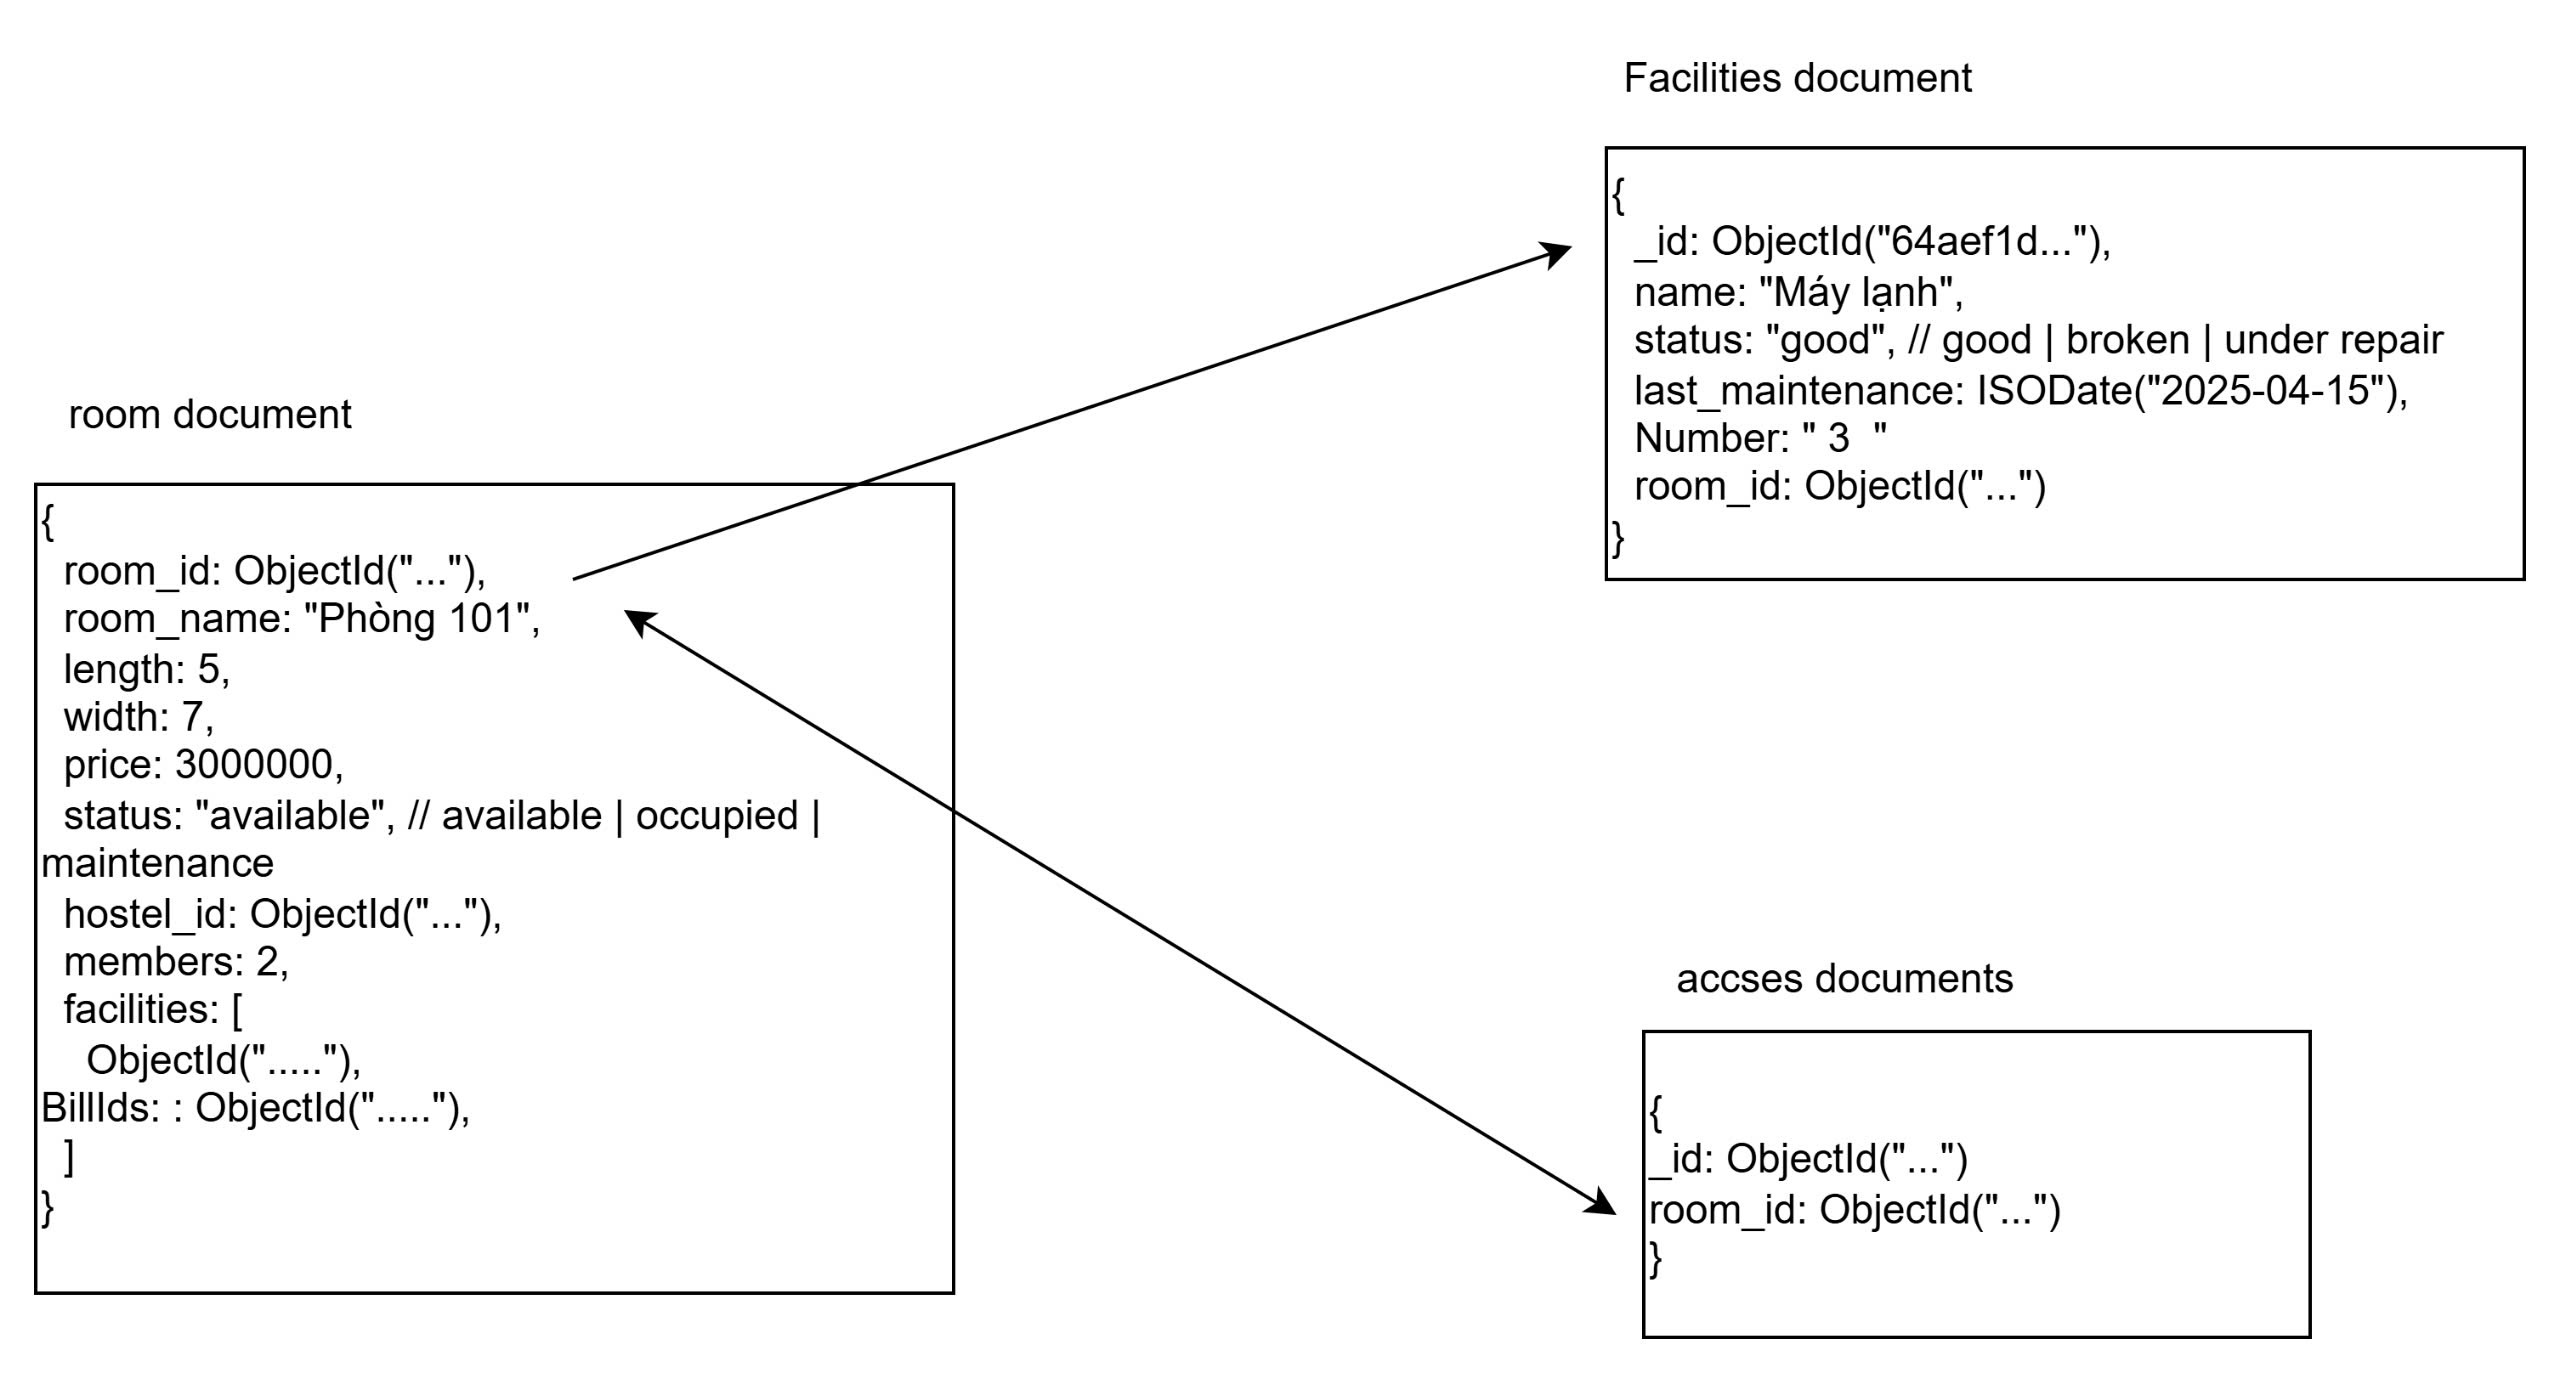 Facilities document
{
_id: ObjectId("64aef1d..."),
name: "Máy lạnh",
status: "good", // good | broken | under repair
last_maintenance: ISODate("2025-04-15"),
Number: " 3  "
room_id: ObjectId("...")
}
room document
{
room_id: ObjectId("..."),
room_name: "Phòng 101",
length: 5,
width: 7,
price: 3000000,
status: "available", // available | occupied |
maintenance
hostel_id: ObjectId("..."),
members: 2,
facilities: [
ObjectId("....."),
BillIds: : ObjectId("....."),
]
}
accses documents
{
_id: ObjectId("...")
room_id: ObjectId("...")
}